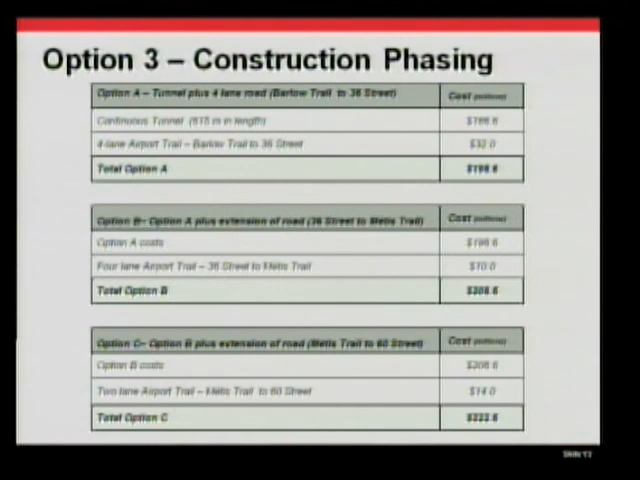 Option 3 – Construction Phasing
Option A – Tunnel plus 4 lane road (Barlow Trail to 36 Street) Cost (millions)
Continuous Tunnel (615 m in length) $166.6
4-lane Airport Trail – Barlow Trail to 36 Street $32.0
Total Option A $198.6
Option B– Option A plus extension of road (36 Street to Metis Trail) Cost (millions)
Option A costs $198.6
Four lane Airport Trail – 36 Street to Metis Trail $10.0
Total Option B $208.6
Option C– Option B plus extension of road (Metis Trail to 60 Street) Cost (millions)
Option B costs $208.6
Two lane Airport Trail – Metis Trail to 60 Street $14.0
Total Option C $222.6